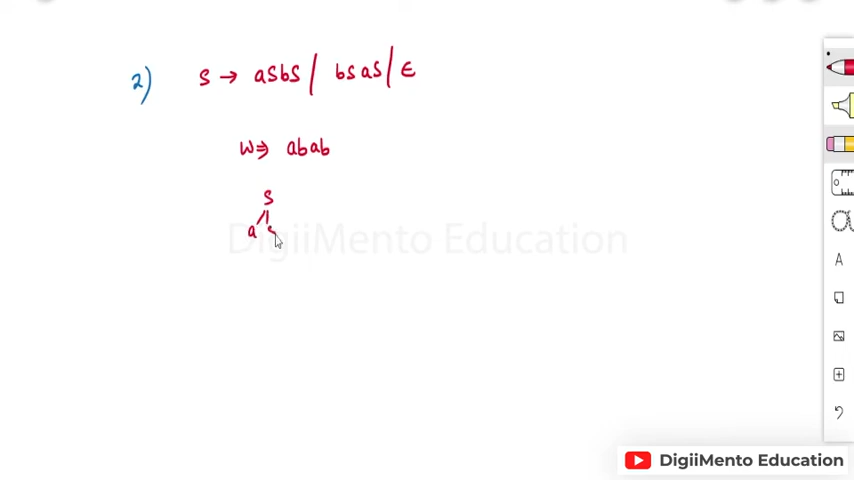 2) S → aSbS / bSaS / ϵ
W ⇒ abab
S
a S
DigiiMento Education
A
DigiiMento Education